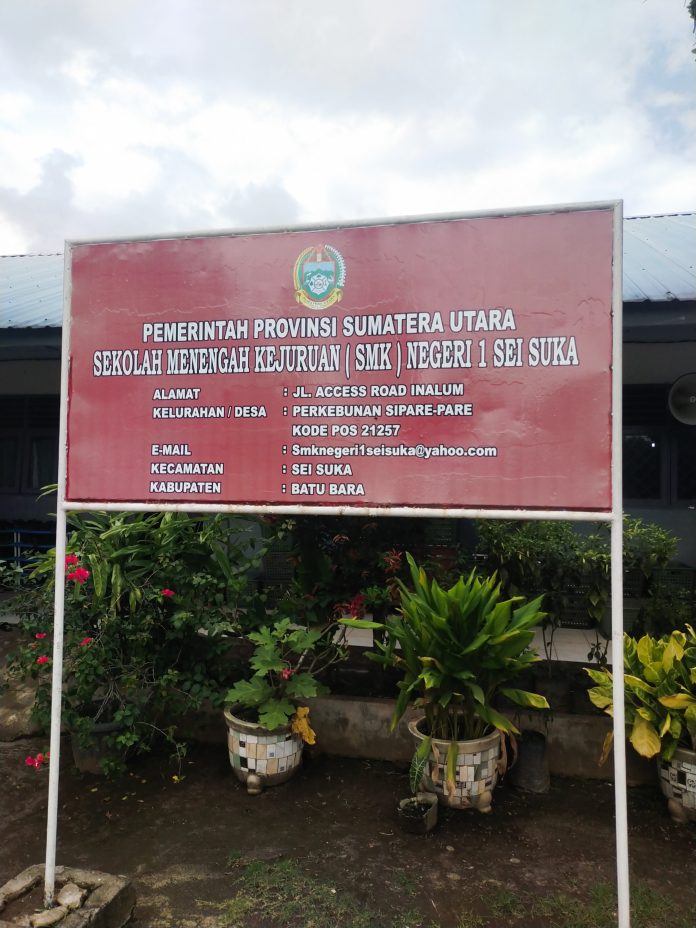 PEMERINTAH PROVINSI SUMATERA UTARA
SEKOLAH MENENGAH KEJURUAN ( SMK ) NEGERI 1 SEI SUKA
ALAMAT : JL. ACCESS ROAD INALUM
KELURAHAN / DESA : PERKEBUNAN SIPARE-PARE
KODE POS 21257
E-MAIL : Smknegeri1seisuka@yahoo.com
KECAMATAN : SEI SUKA
KABUPATEN : BATU BARA